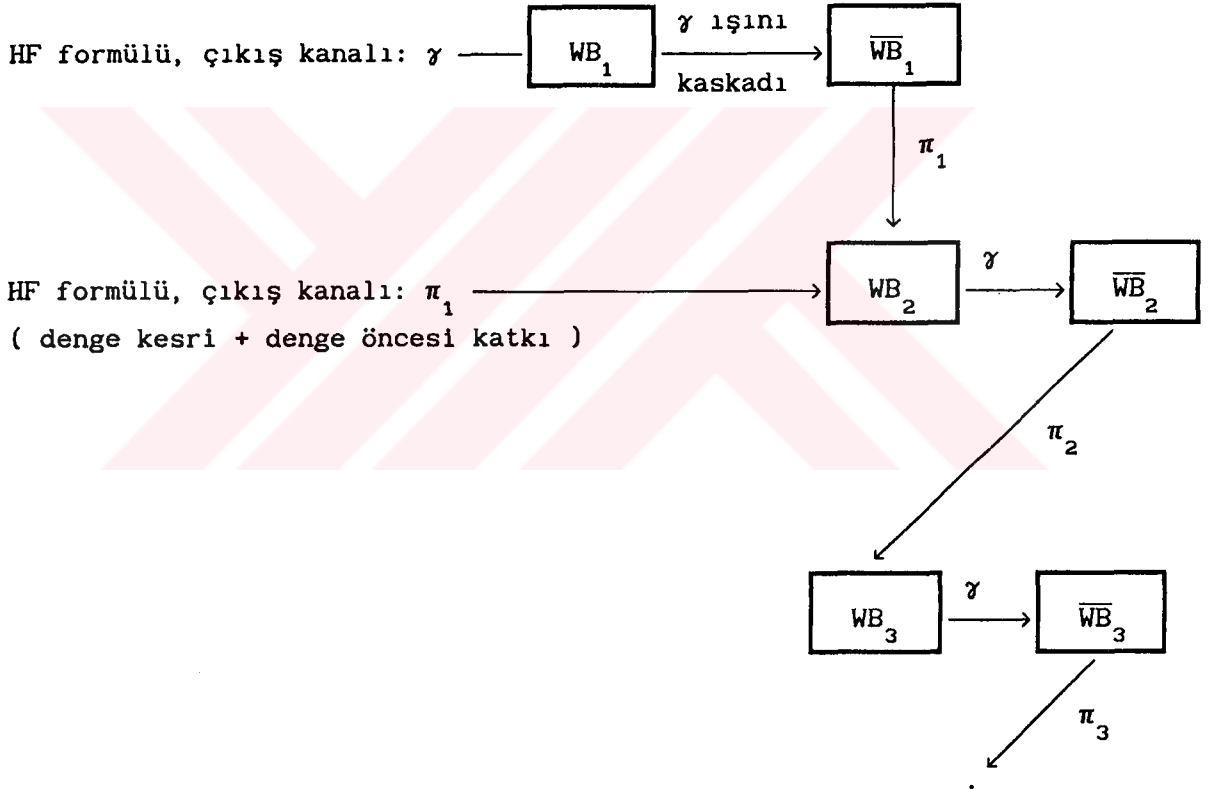 γ ışını
HF formülü, çıkış kanalı: γ WB₁ W̅B̅₁
kaskadı
π₁
γ
HF formülü, çıkış kanalı: π₁ WB₂ W̅B̅₂
( denge kesri + denge öncesi katkı )
π₂
γ
WB₃ W̅B̅₃
π₃
.